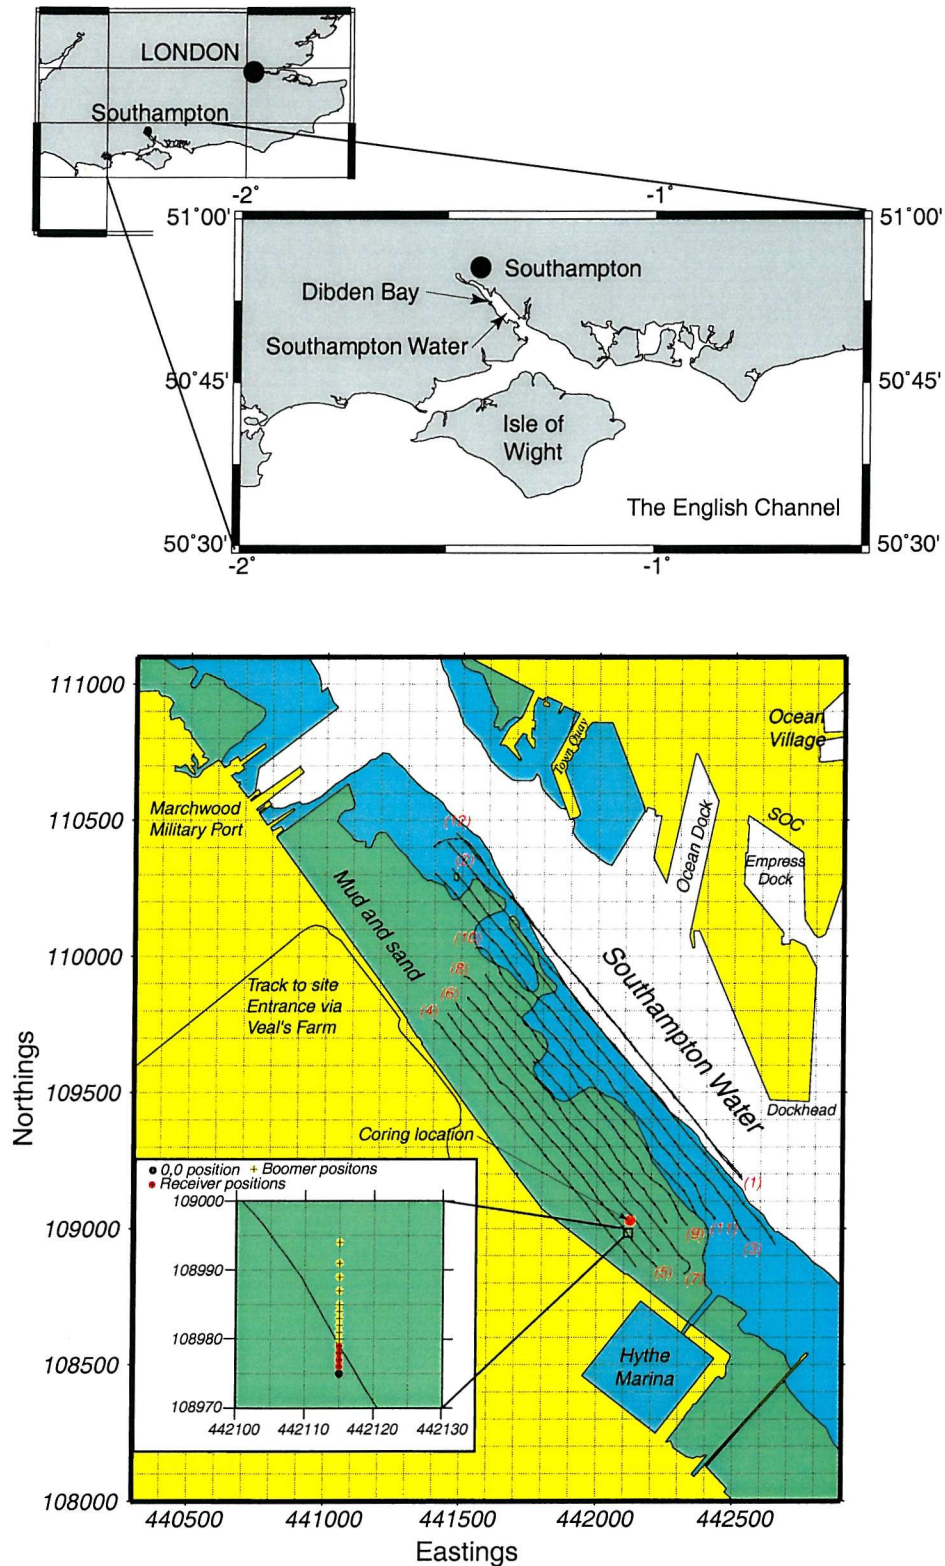 LONDON
Southampton
-2°
-1°
51°00'
51°00'
Southampton
Dibden Bay
Southampton Water
50°45'
50°45'
Isle of
Wight
The English Channel
50°30'
50°30'
-2°
-1°
111000
Ocean
Village
Town Quay
Marchwood
Military Port
110500
(12)
SOC
Ocean Dock
Empress
Dock
(2)
Mud and sand
(10)
110000
(8)
Track to site
Entrance via
Veal's Farm
(6)
(4)
Southampton Water
Northings
109500
Dockhead
Coring location
0,0 position
Boomer positons
Receiver positions
(1)
109000
(9)
(11)
(3)
(5)
(7)
109000
108990
108980
108970
442100
442110
442120
442130
108500
Hythe
Marina
108000
440500
441000
441500
442000
442500
Eastings